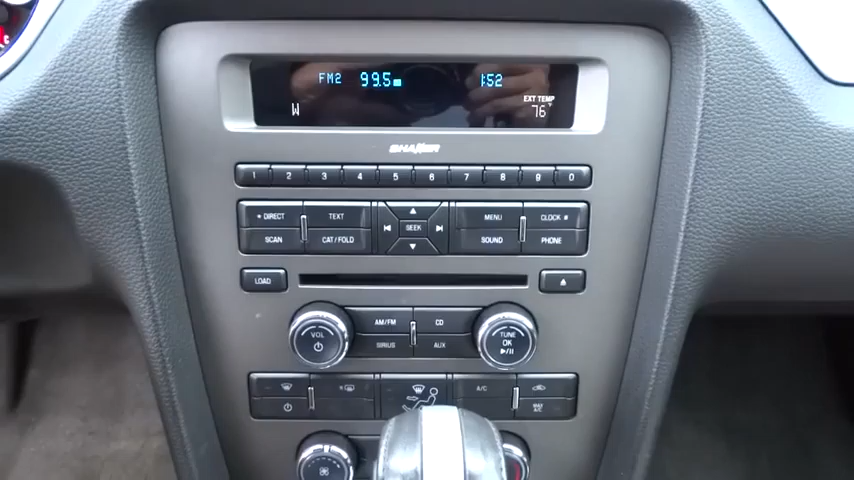 FM2 99.5 1:52
W EXT TEMP 76°
SHAKER
1 2 3 4 5 6 7 8 9 0
* DIRECT TEXT MENU CLOCK #
SEEK
SCAN CAT/FOLD SOUND PHONE
LOAD
VOL AM/FM CD TUNE
OK
SIRIUS AUX
A/C
MAX
A/C